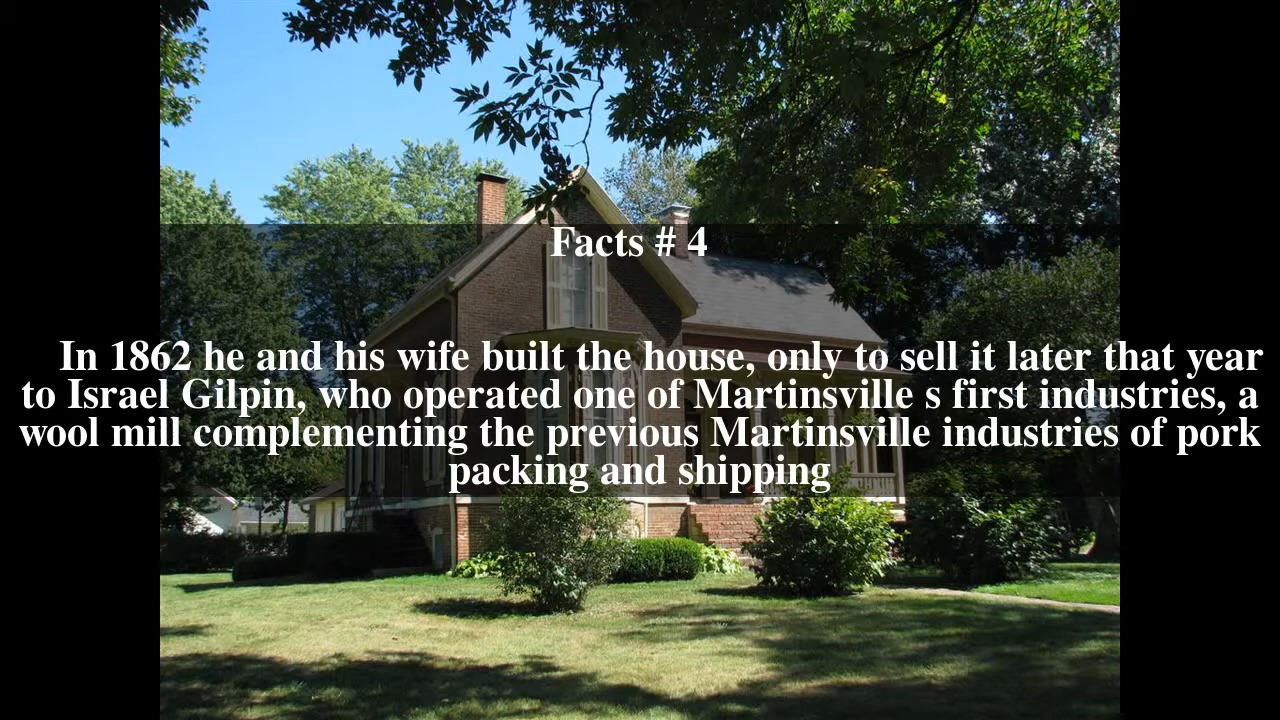 Facts # 4
In 1862 he and his wife built the house, only to sell it later that year
to Israel Gilpin, who operated one of Martinsville s first industries, a
wool mill complementing the previous Martinsville industries of pork
packing and shipping